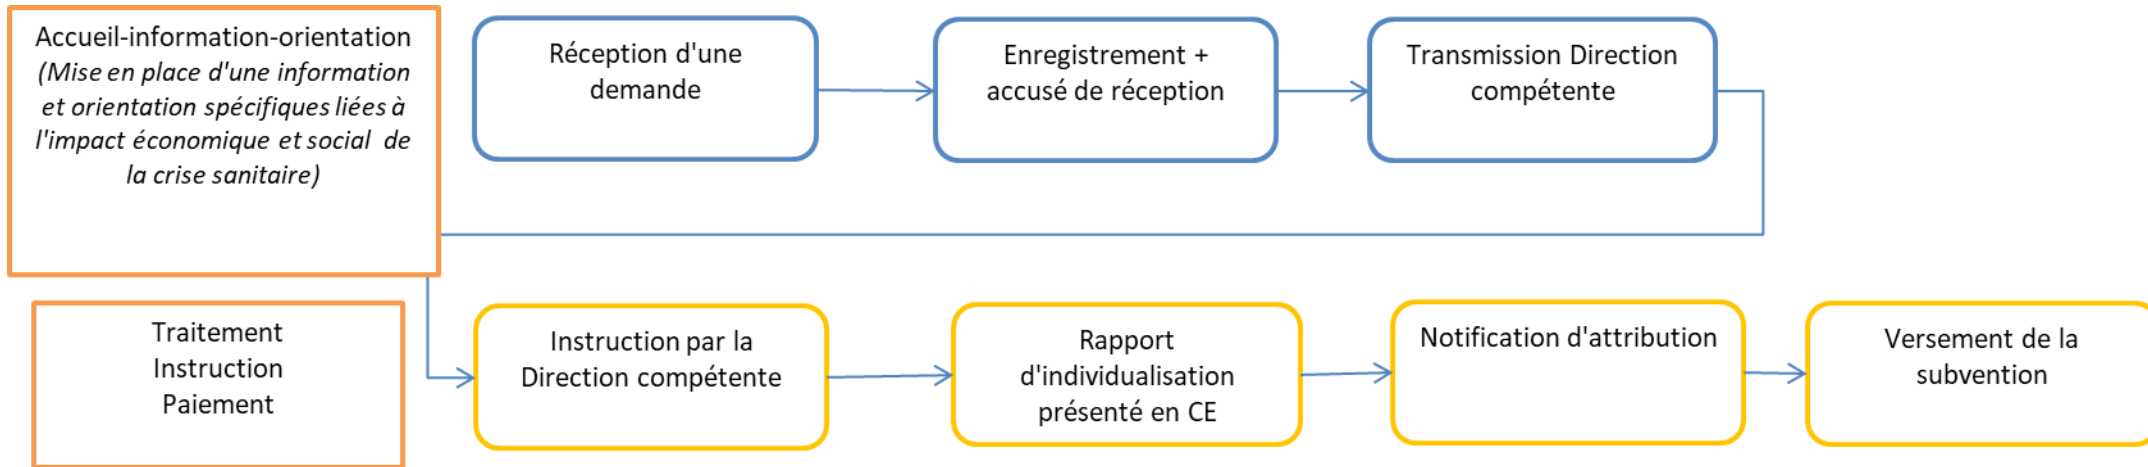 Accueil-information-orientation
(Mise en place d'une information
et orientation spécifiques liées à
l'impact économique et social de
la crise sanitaire)
Réception d'une
demande
Enregistrement +
accusé de réception
Transmission Direction
compétente
Traitement
Instruction
Paiement
Instruction par la
Direction compétente
Rapport
d'individualisation
présenté en CE
Notification d'attribution
Versement de la
subvention